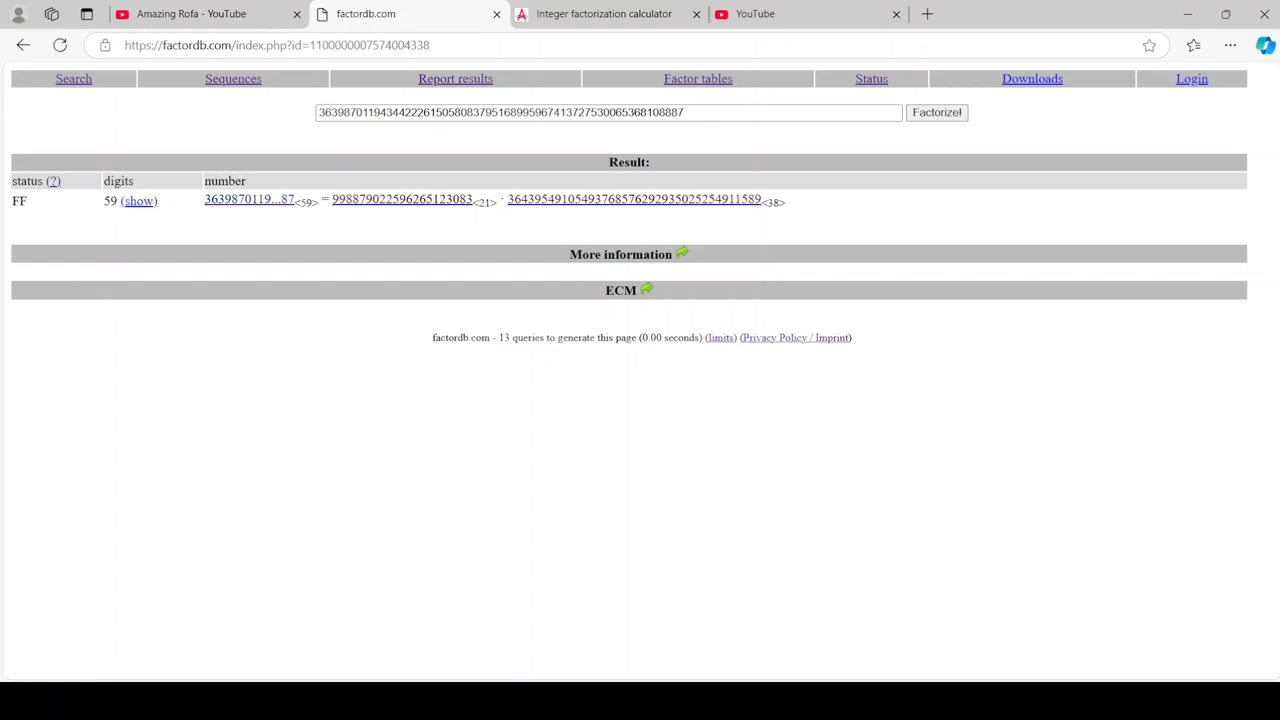 Amazing Rofa - YouTube factordb.com Integer factorization calculator YouTube
https://factordb.com/index.php?id=1100000007574004338
Search Sequences Report results Factor tables Status Downloads Login
36398701194344222615058083795168995967413727530065368108887 Factorize!
Result:
status (?) digits number
FF 59 (show) 3639870119...87<59> = 998879022596265123083<21> · 36439549105493768576292935025254911589<38>
More information
ECM
factordb.com - 13 queries to generate this page (0.00 seconds) (limits) (Privacy Policy / Imprint)